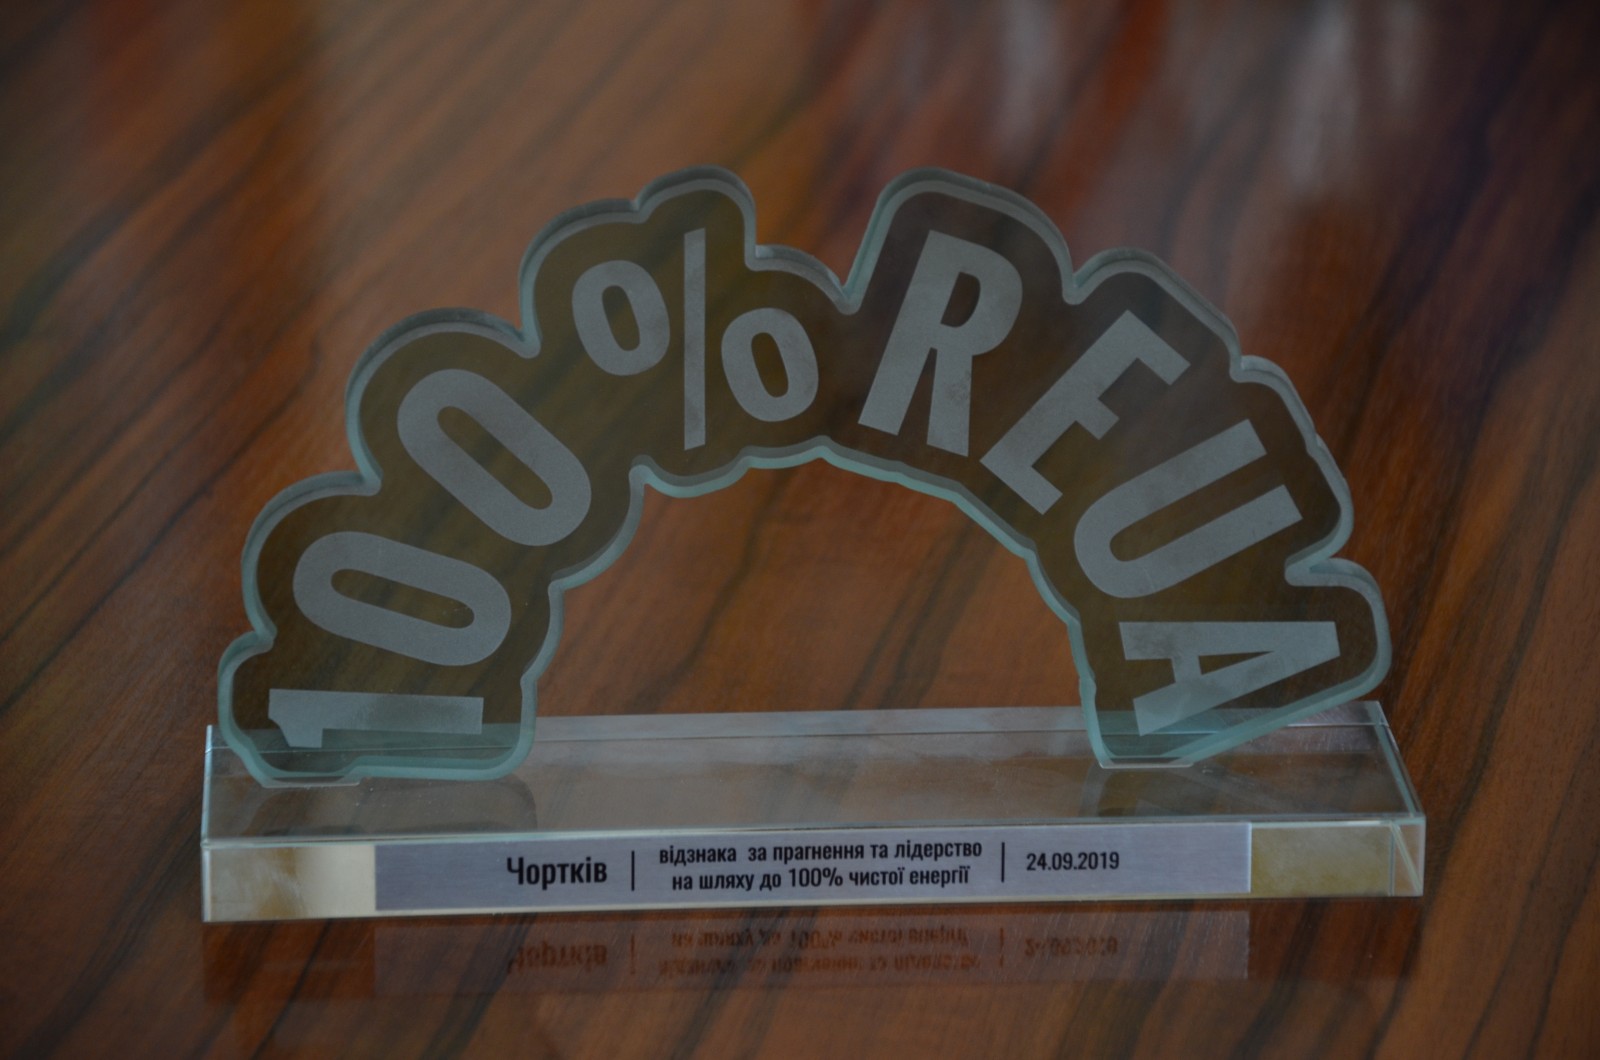 100% REUA
Чортків
відзнака за прагнення та лідерство
на шляху до 100% чистої енергії
24.09.2019